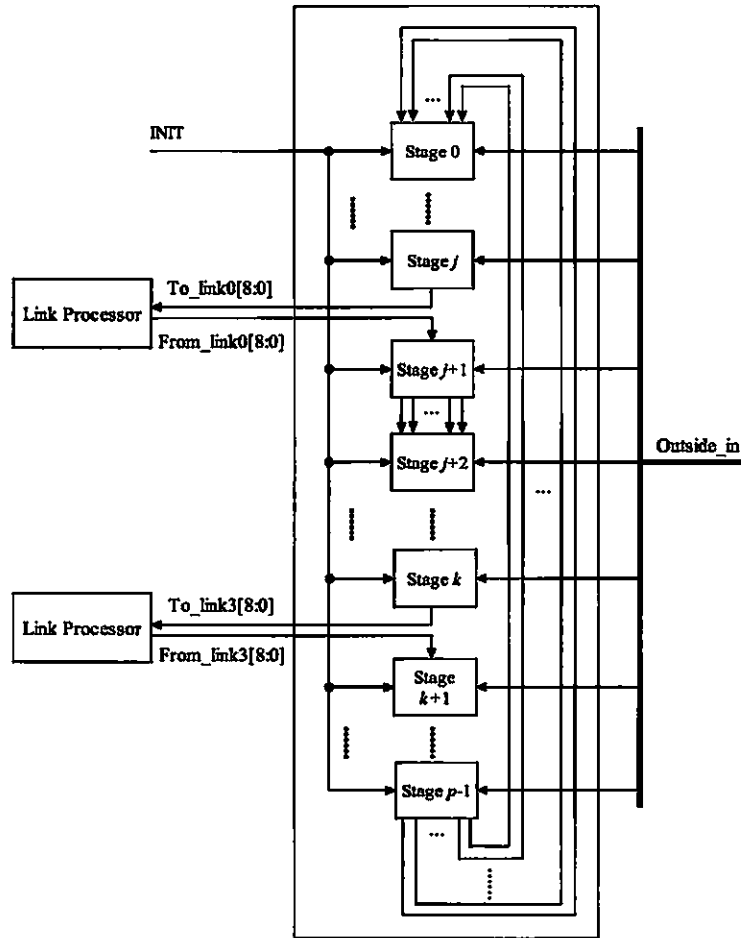 INIT
Stage 0
Stage j
To_link0[8:0]
Link Processor
From_link0[8:0]
Stage j+1
Stage j+2
Outside_in
Stage k
To_link3[8:0]
Link Processor
From_link3[8:0]
Stage
k+1
Stage p-1